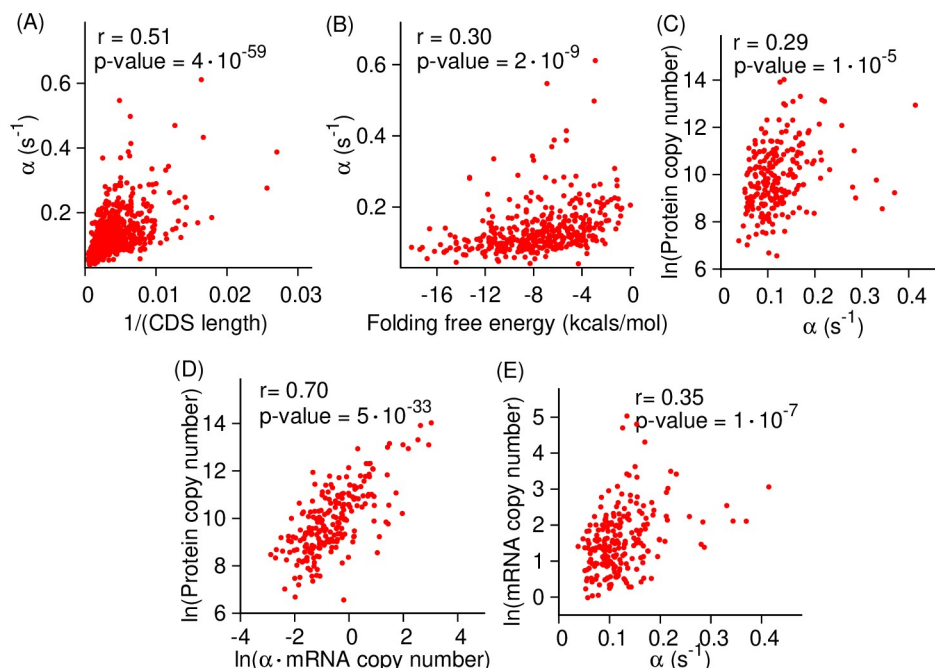 (A)
r = 0.51
p-value = 4·10^-59
α (s^-1)
0.6
0.4
0.2
0
0.01
0.03
1/(CDS length)
(B)
r = 0.30
p-value = 2·10^-9
α (s^-1)
0.6
0.4
0.2
-16
-12
-8
-4
0
Folding free energy (kcals/mol)
(C)
r = 0.29
p-value = 1·10^-5
ln(Protein copy number)
14
12
10
8
6
0
0.1
0.2
0.3
0.4
α (s^-1)
(D)
r= 0.70
p-value = 5·10^-33
ln(Protein copy number)
14
12
10
8
6
-4
-2
0
2
4
ln(α·mRNA copy number)
(E)
r= 0.35
p-value = 1·10^-7
ln(mRNA copy number)
5
4
3
2
1
0
0
0.1
0.2
0.3
0.4
α (s^-1)